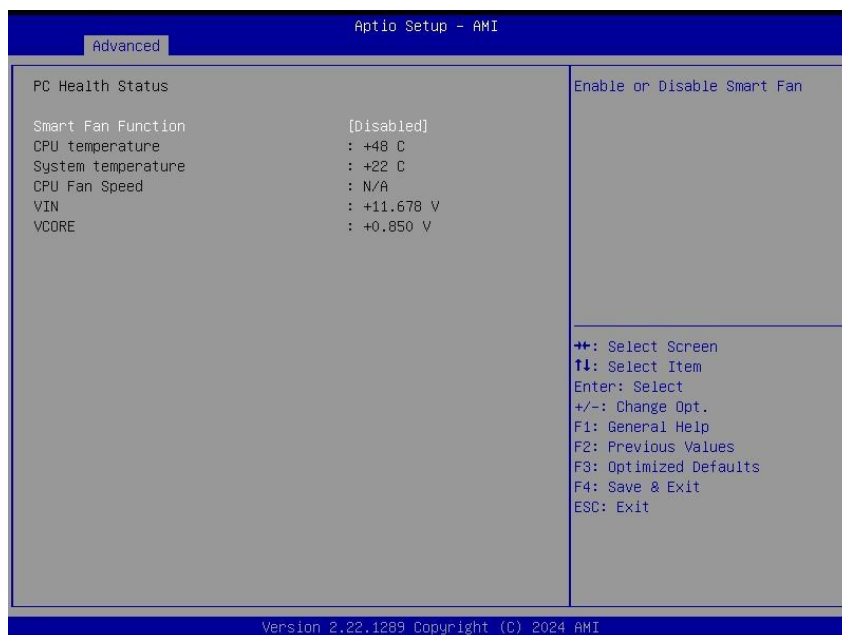 Aptio Setup - AMI
Advanced
PC Health Status
Smart Fan Function [Disabled]
CPU temperature : +48 C
System temperature : +22 C
CPU Fan Speed : N/A
VIN : +11.678 V
VCORE : +0.850 V
Enable or Disable Smart Fan
→←: Select Screen
↑↓: Select Item
Enter: Select
+/-: Change Opt.
F1: General Help
F2: Previous Values
F3: Optimized Defaults
F4: Save & Exit
ESC: Exit
Version 2.22.1289 Copyright (C) 2024 AMI